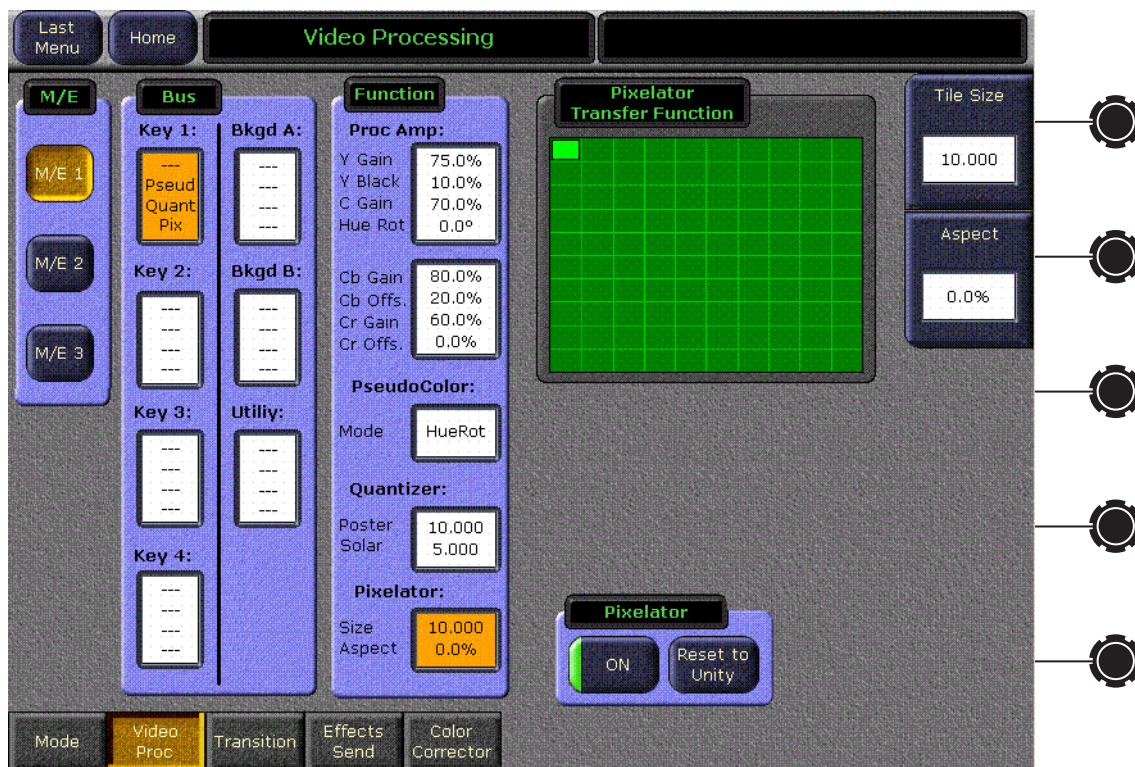 Last
Menu
Home
Video Processing
M/E
M/E 1
M/E 2
M/E 3
Bus
Key 1:
---
Pseud
Quant
Pix
Bkgd A:
---
---
---
---
Key 2:
---
---
---
---
Bkgd B:
---
---
---
---
Key 3:
---
---
---
---
Utiliy:
---
---
---
---
Key 4:
---
---
---
---
Function
Proc Amp:
Y Gain 75.0%
Y Black 10.0%
C Gain 70.0%
Hue Rot 0.0°
Cb Gain 80.0%
Cb Offs. 20.0%
Cr Gain 60.0%
Cr Offs. 0.0%
PseudoColor:
Mode HueRot
Quantizer:
Poster 10.000
Solar 5.000
Pixelator:
Size 10.000
Aspect 0.0%
Pixelator
Transfer Function
Tile Size
10.000
Aspect
0.0%
Pixelator
ON
Reset to
Unity
Mode
Video
Proc
Transition
Effects
Send
Color
Corrector